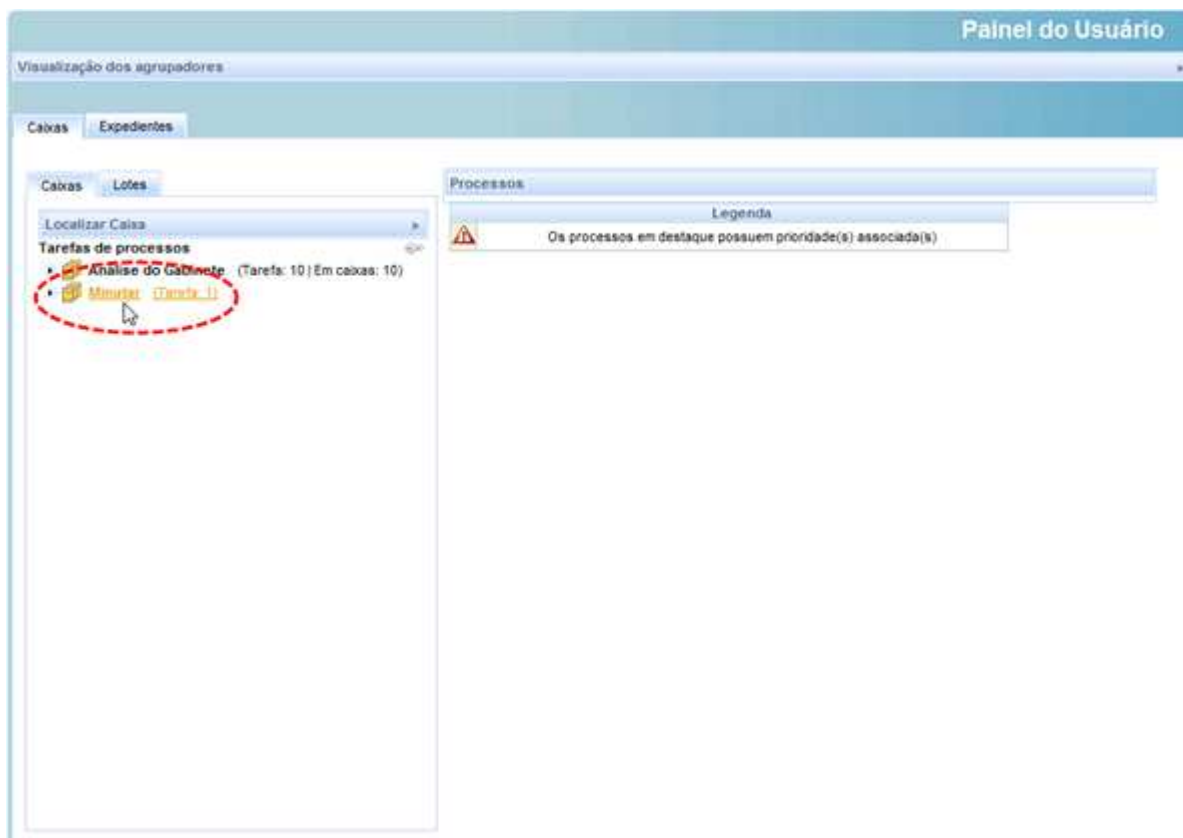 Painel do Usuário
Visualização dos agrupadores
Caixas Expedientes
Caixas Lotes
Localizar Caixa
Tarefas de processos
Análise do Gabinete (Tarefa: 10 | Em caixas: 10)
Minutar (Tarefa: 1)
Processos
Legenda
Os processos em destaque possuem prioridade(s) associada(s)